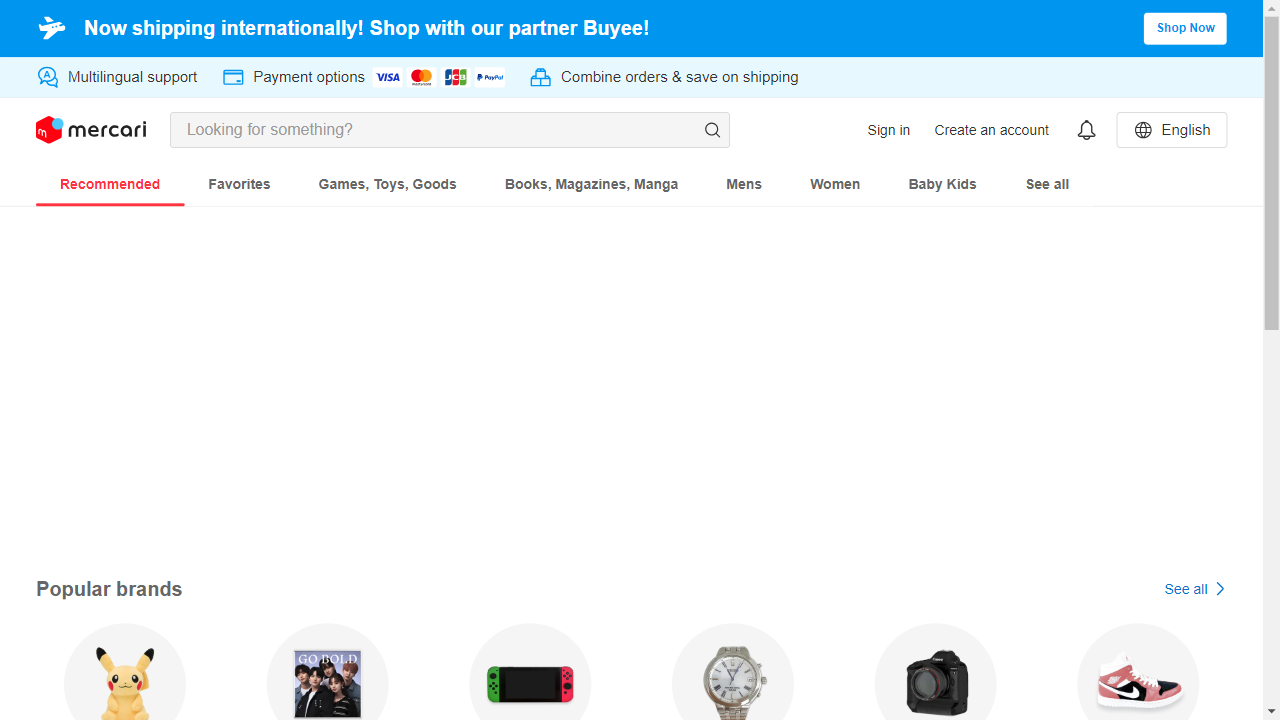 Now shipping internationally! Shop with our partner Buyee!
Shop Now
Multilingual support
Payment options
VISA
mastercard
JCB
PayPal
Combine orders & save on shipping
mercari
Looking for something?
Sign in
Create an account
English
Recommended
Favorites
Games, Toys, Goods
Books, Magazines, Manga
Mens
Women
Baby Kids
See all
Popular brands
See all
GO BOLD
Canon